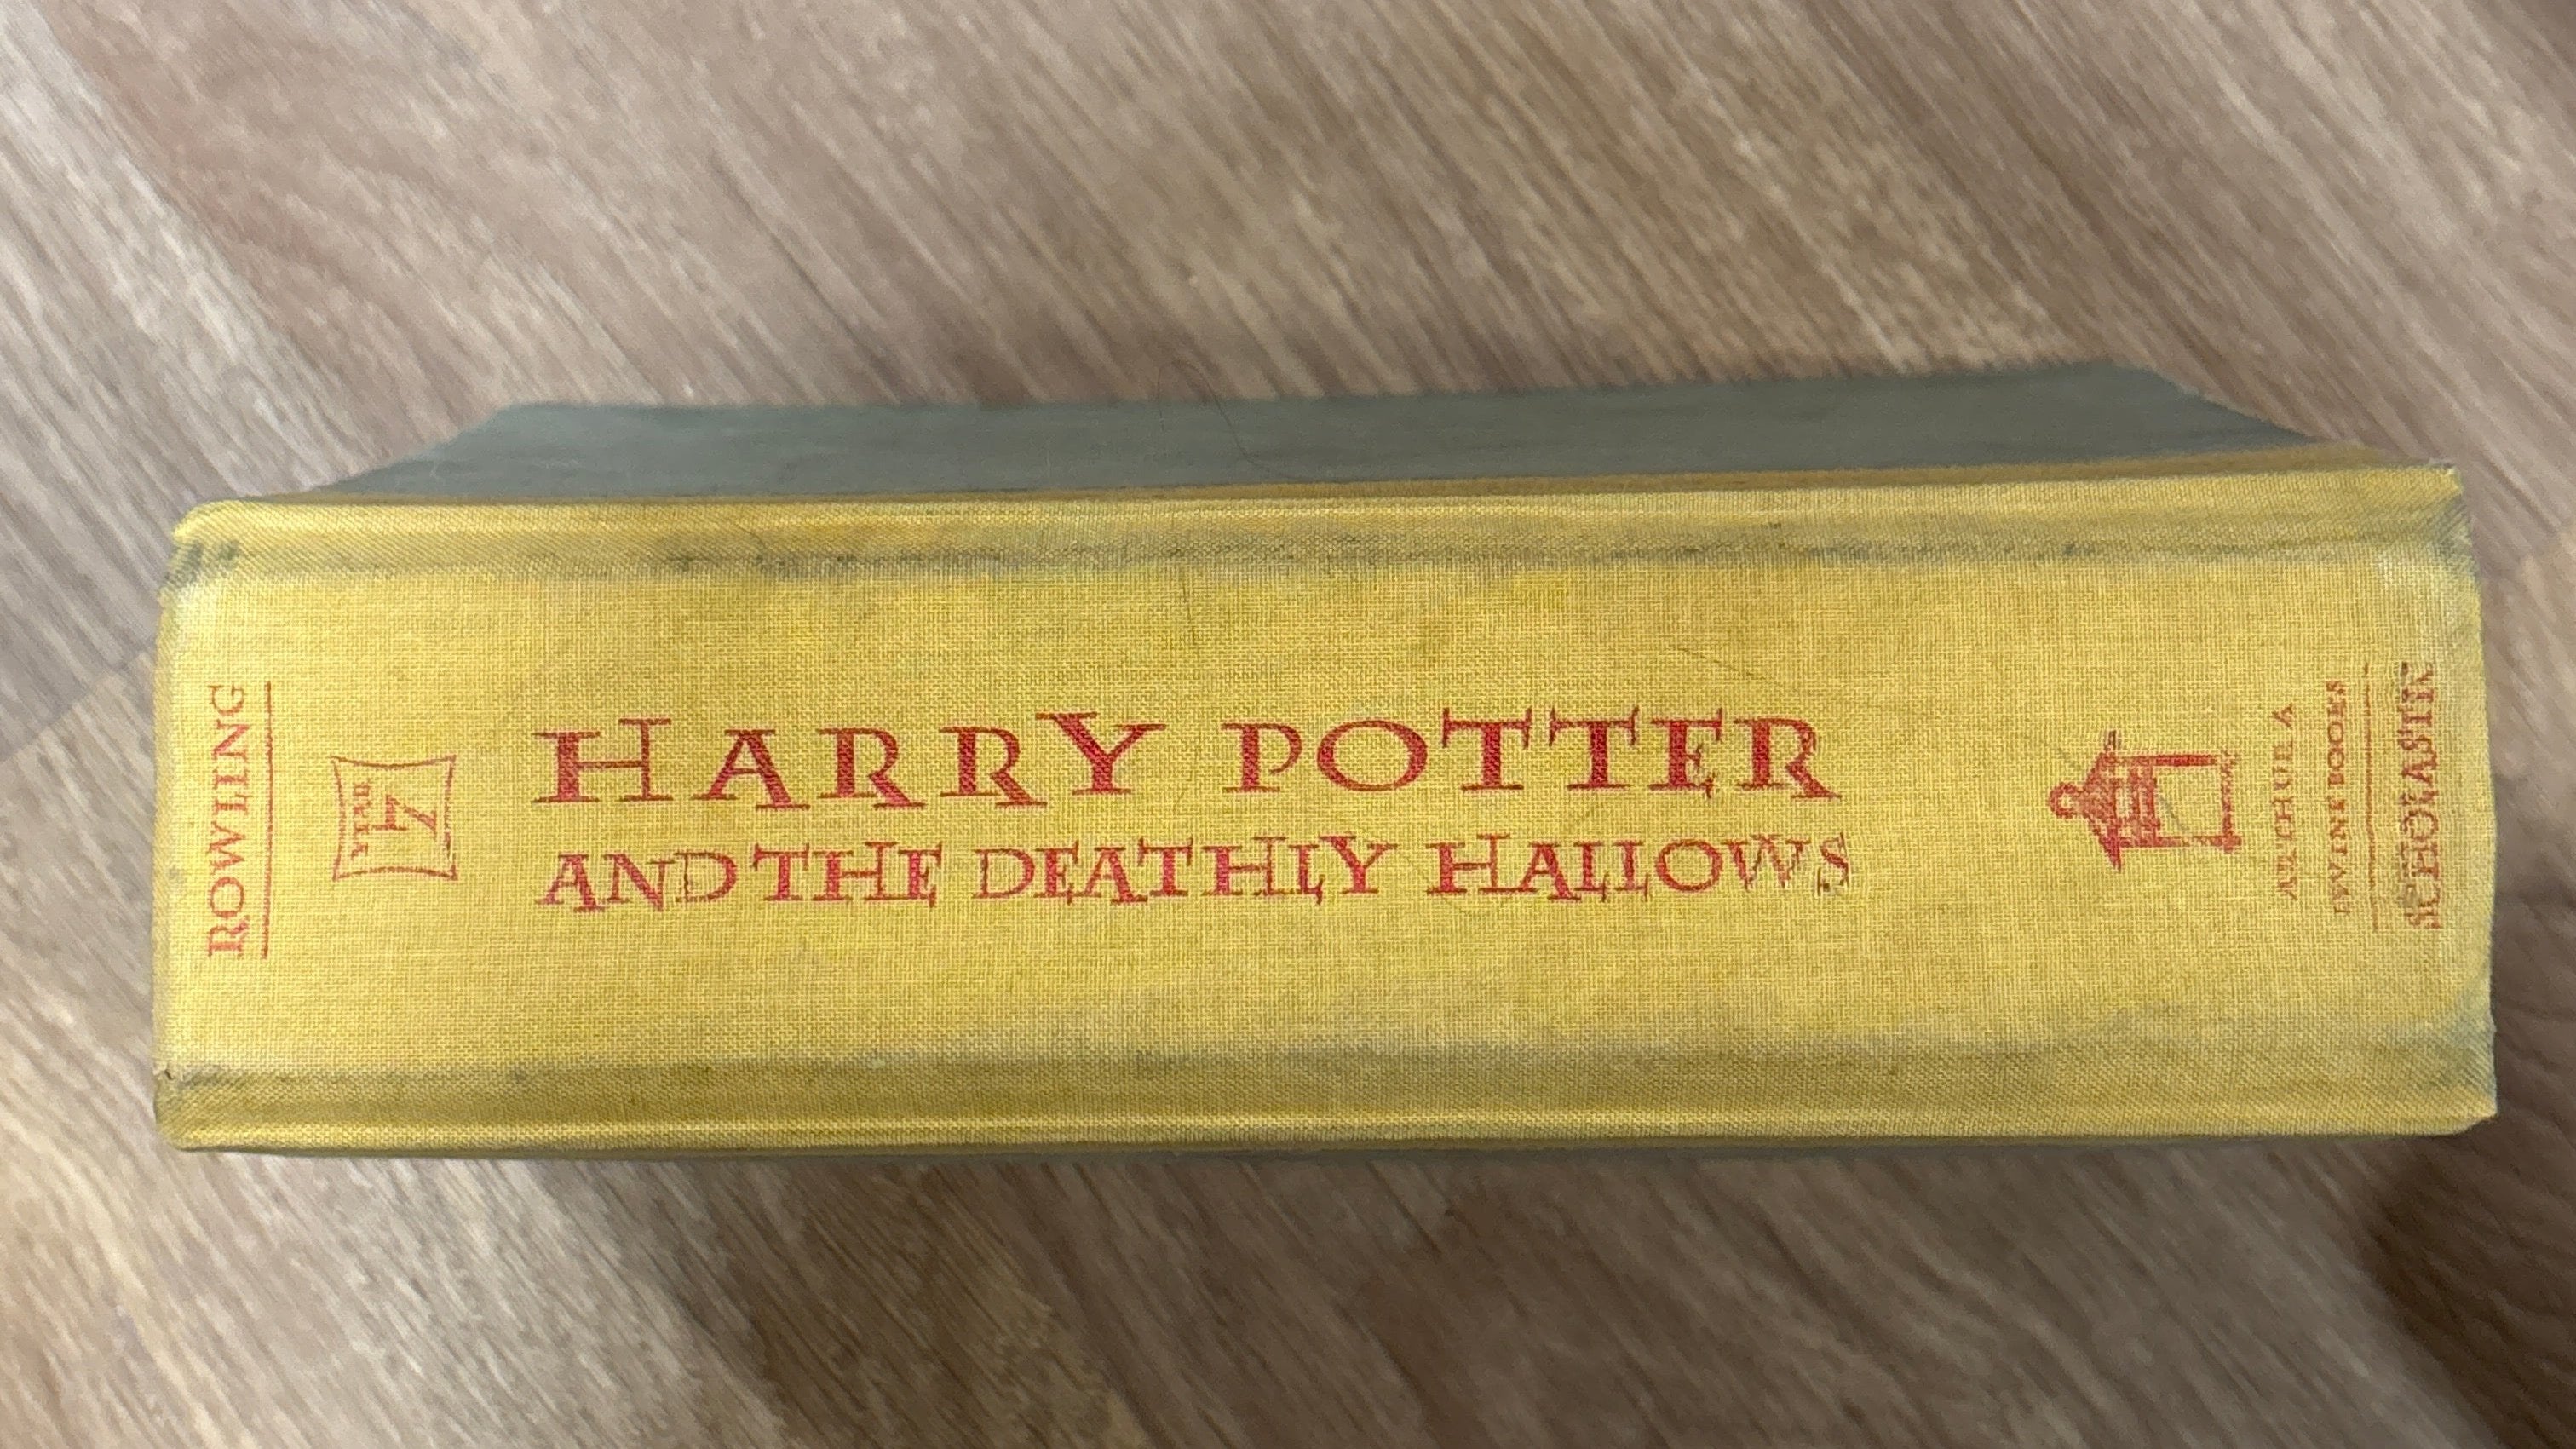 ROWLING
YEAR
7
HARRY POTTER
AND THE DEATHLY HALLOWS
ARTHUR A
LEVINE BOOKS
SCHOLASTIC